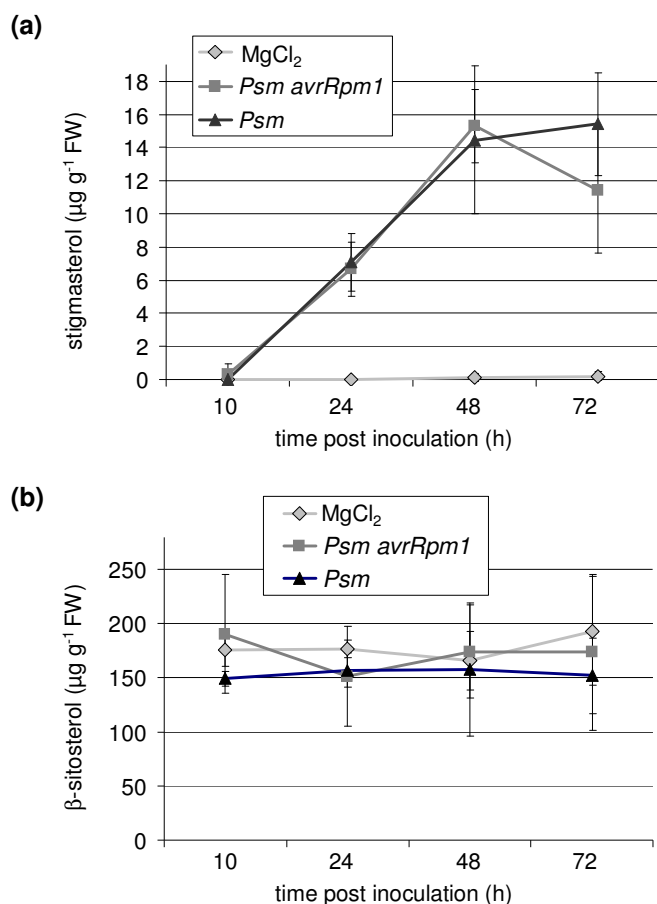 (a)
MgCl₂
Psm avrRpm1
Psm
stigmasterol (µg g⁻¹ FW)
18
16
14
12
10
8
6
4
2
0
10 24 48 72
time post inoculation (h)
(b)
MgCl₂
Psm avrRpm1
Psm
β-sitosterol (µg g⁻¹ FW)
250
200
150
100
50
0
10 24 48 72
time post inoculation (h)